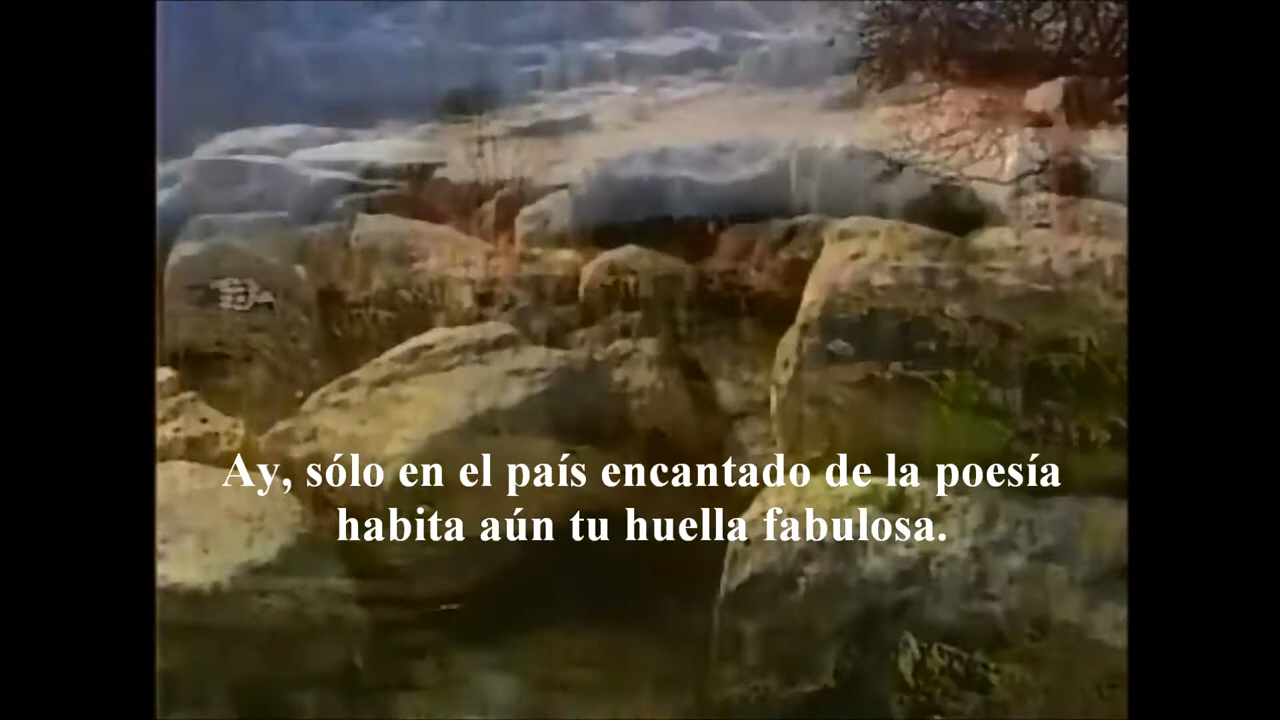 Ay, sólo en el país encantado de la poesía
habita aún tu huella fabulosa.